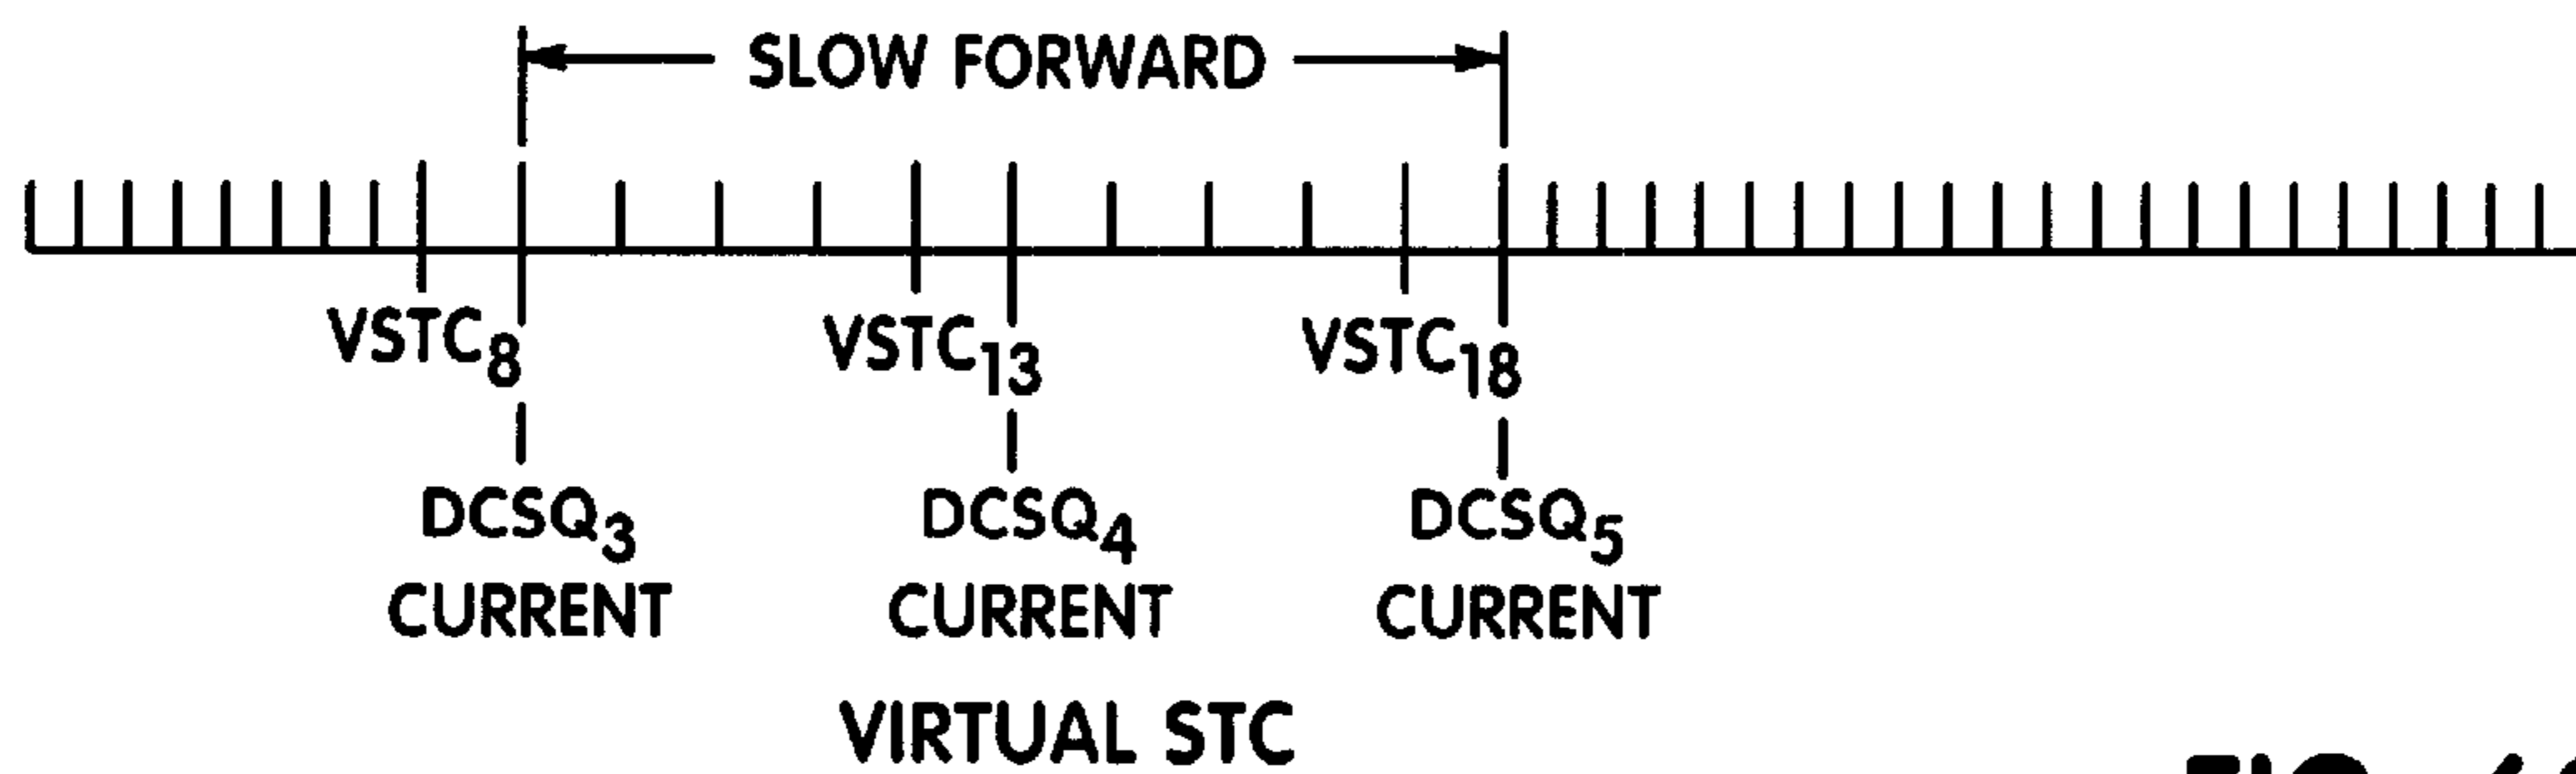 SLOW FORWARD
VSTC8 VSTC13 VSTC18
DCSQ3 DCSQ4 DCSQ5
CURRENT CURRENT CURRENT
VIRTUAL STC